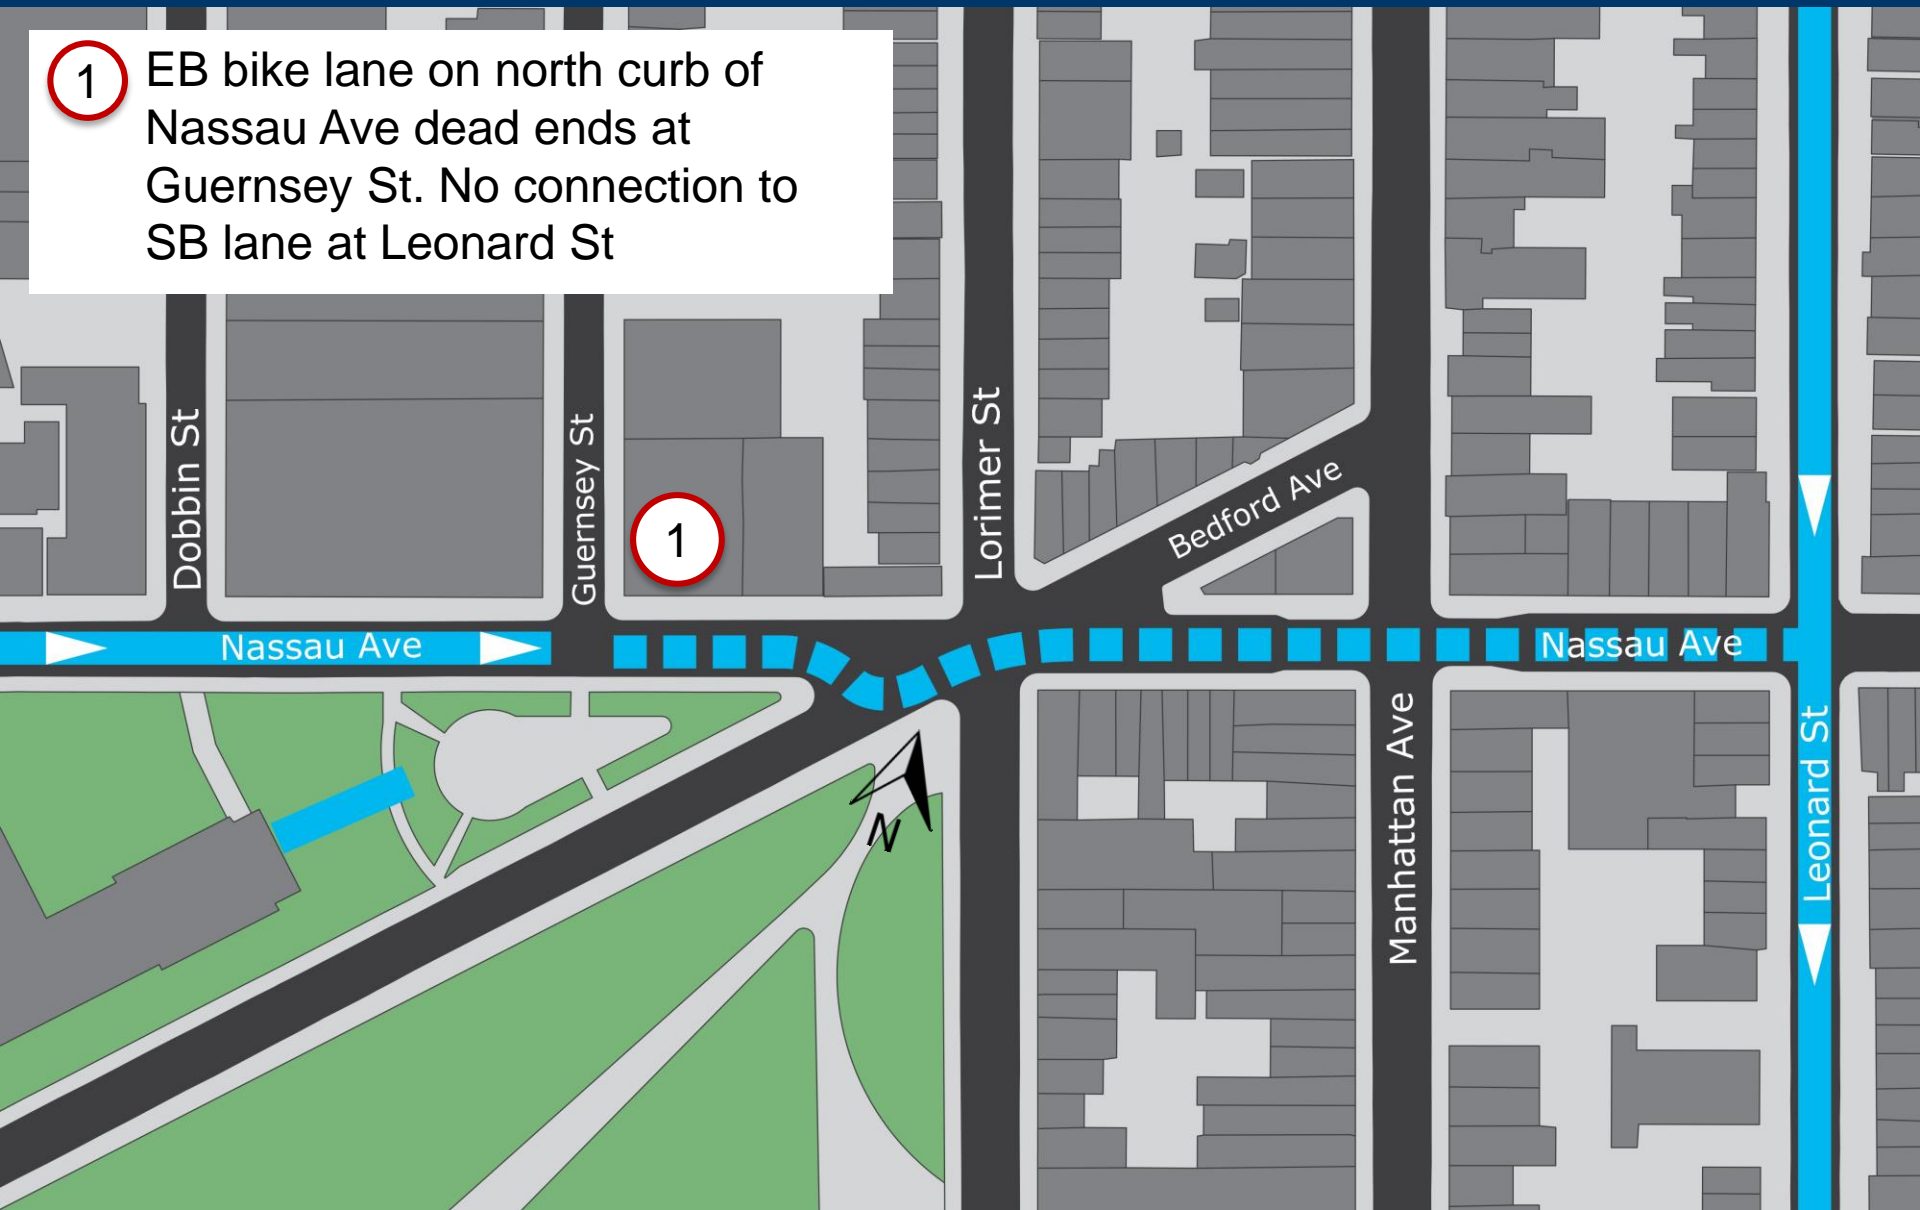 1
EB bike lane on north curb of
Nassau Ave dead ends at
Guernsey St. No connection to
SB lane at Leonard St
Dobbin St
Guernsey St
1
Lorimer St
Bedford Ave
Nassau Ave
Nassau Ave
Manhattan Ave
Leonard St
N